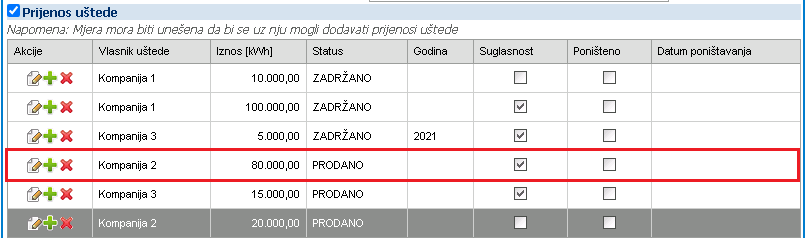 Prijenos uštede
Napomena: Mjera mora biti unešena da bi se uz nju mogli dodavati prijenosi uštede
Akcije Vlasnik uštede Iznos [kWh] Status Godina Suglasnost Poništeno Datum poništavanja
Kompanija 1 10.000,00 ZADRŽANO
Kompanija 1 100.000,00 ZADRŽANO
Kompanija 3 5.000,00 ZADRŽANO 2021
Kompanija 2 80.000,00 PRODANO
Kompanija 3 15.000,00 PRODANO
Kompanija 2 20.000,00 PRODANO